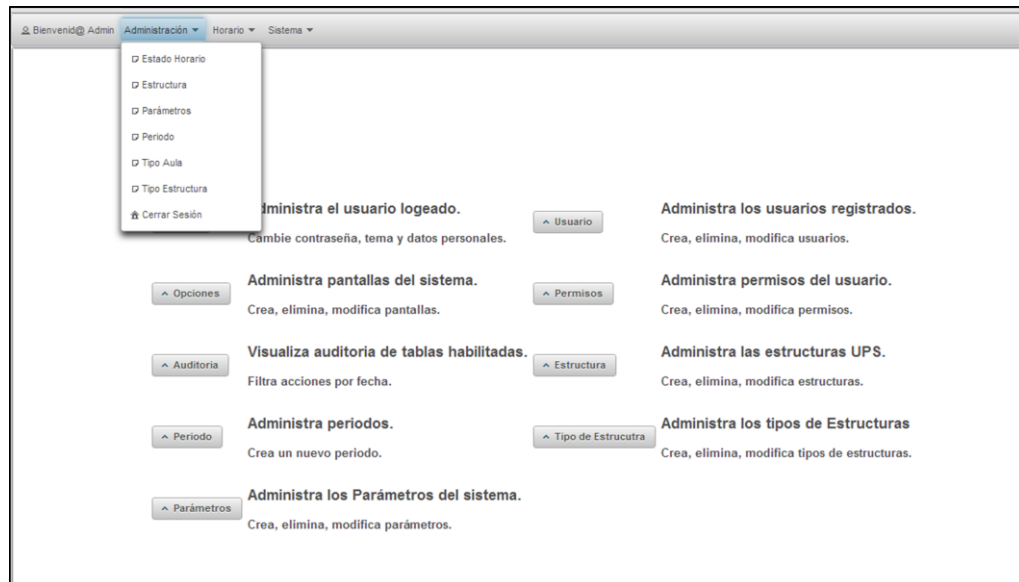 Bienvenid@ Admin Administración Horario Sistema
Estado Horario
Estructura
Parámetros
Periodo
Tipo Aula
Tipo Estructura
Cerrar Sesión
dministra el usuario logeado.
Cambie contraseña, tema y datos personales.
Usuario
Administra los usuarios registrados.
Crea, elimina, modifica usuarios.
Opciones
Administra pantallas del sistema.
Crea, elimina, modifica pantallas.
Permisos
Administra permisos del usuario.
Crea, elimina, modifica permisos.
Auditoria
Visualiza auditoria de tablas habilitadas.
Filtra acciones por fecha.
Estructura
Administra las estructuras UPS.
Crea, elimina, modifica estructuras.
Periodo
Administra periodos.
Crea un nuevo periodo.
Tipo de Estrucutra
Administra los tipos de Estructuras
Crea, elimina, modifica tipos de estructuras.
Parámetros
Administra los Parámetros del sistema.
Crea, elimina, modifica parámetros.